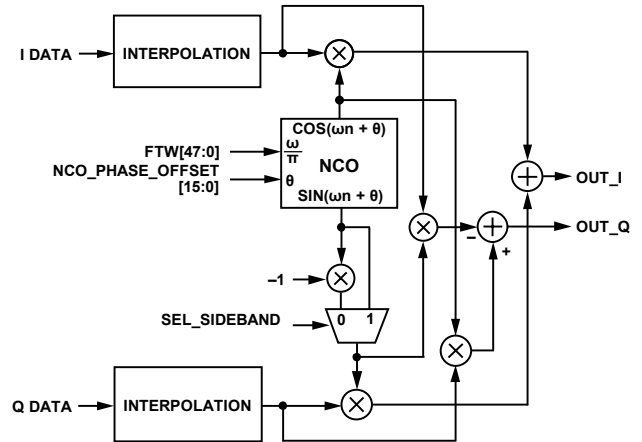 I DATA
INTERPOLATION
COS(ωn + θ)
ω
π
NCO
θ
SIN(ωn + θ)
FTW[47:0]
NCO_PHASE_OFFSET
[15:0]
OUT_I
OUT_Q
–
+
–1
0 1
SEL_SIDEBAND
Q DATA
INTERPOLATION